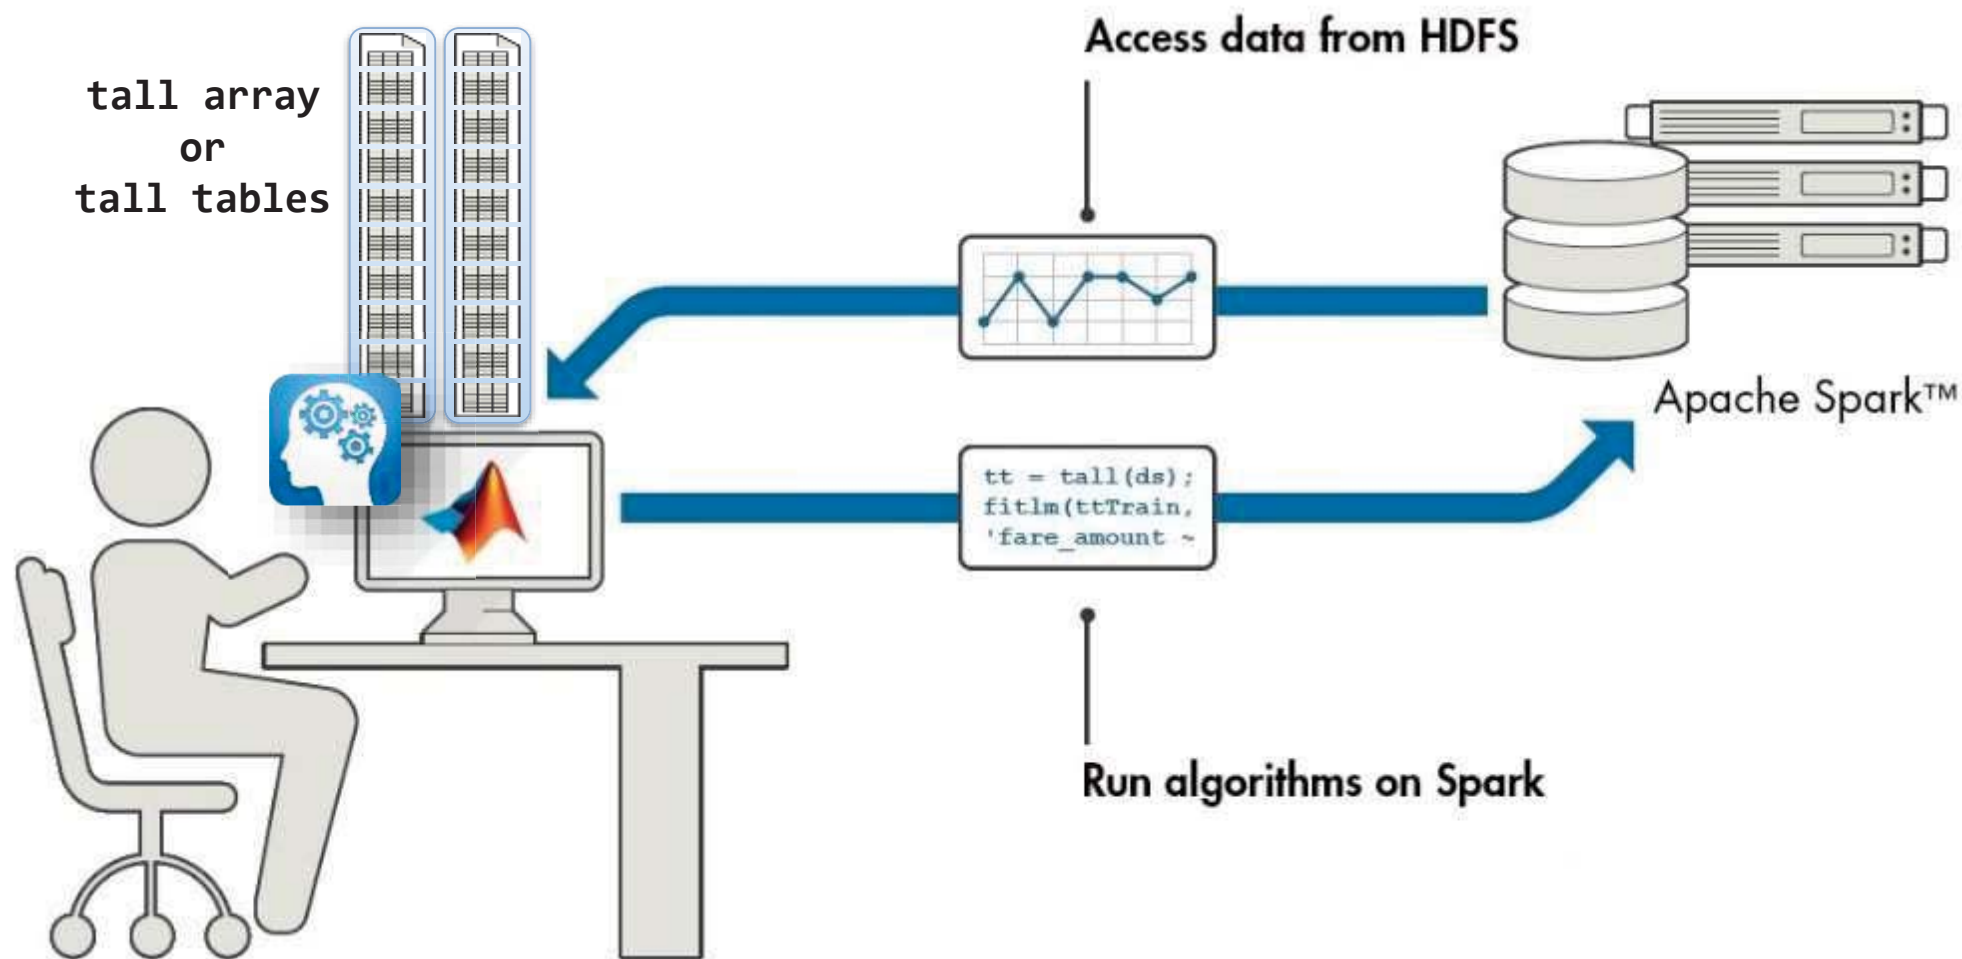 tall array
or
tall tables
Access data from HDFS
Apache Spark™
tt = tall(ds);
fitlm(ttTrain,
'fare_amount ~
Run algorithms on Spark